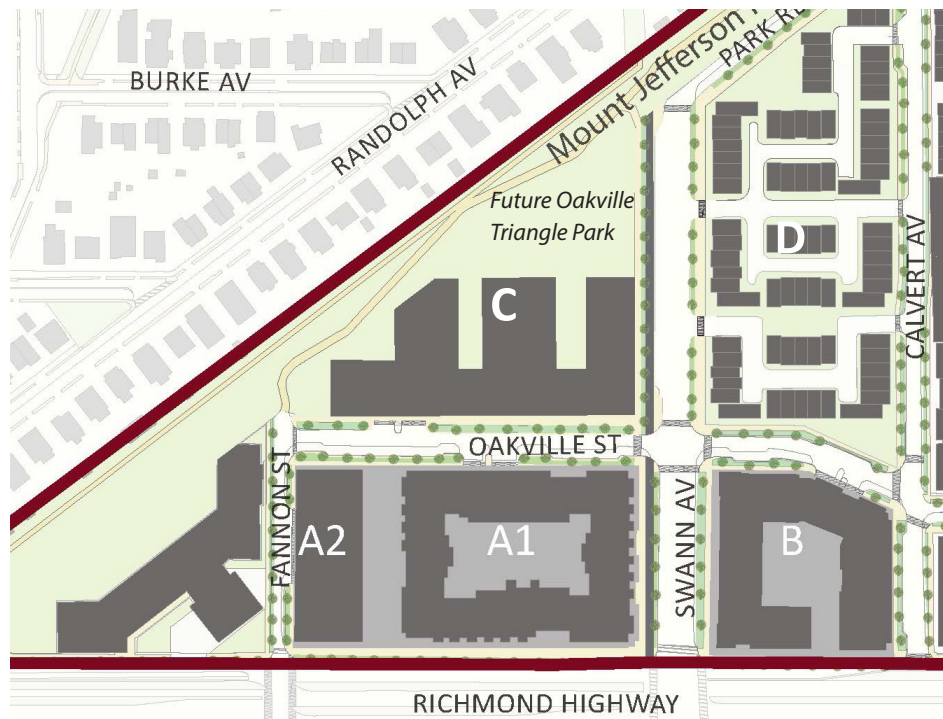 BURKE AV
RANDOLPH AV
Mount Jefferson
PARK
Future Oakville
Triangle Park
C
D
CALVERT AV
OAKVILLE ST
FANNON ST
A2
A1
SWANN AV
B
RICHMOND HIGHWAY